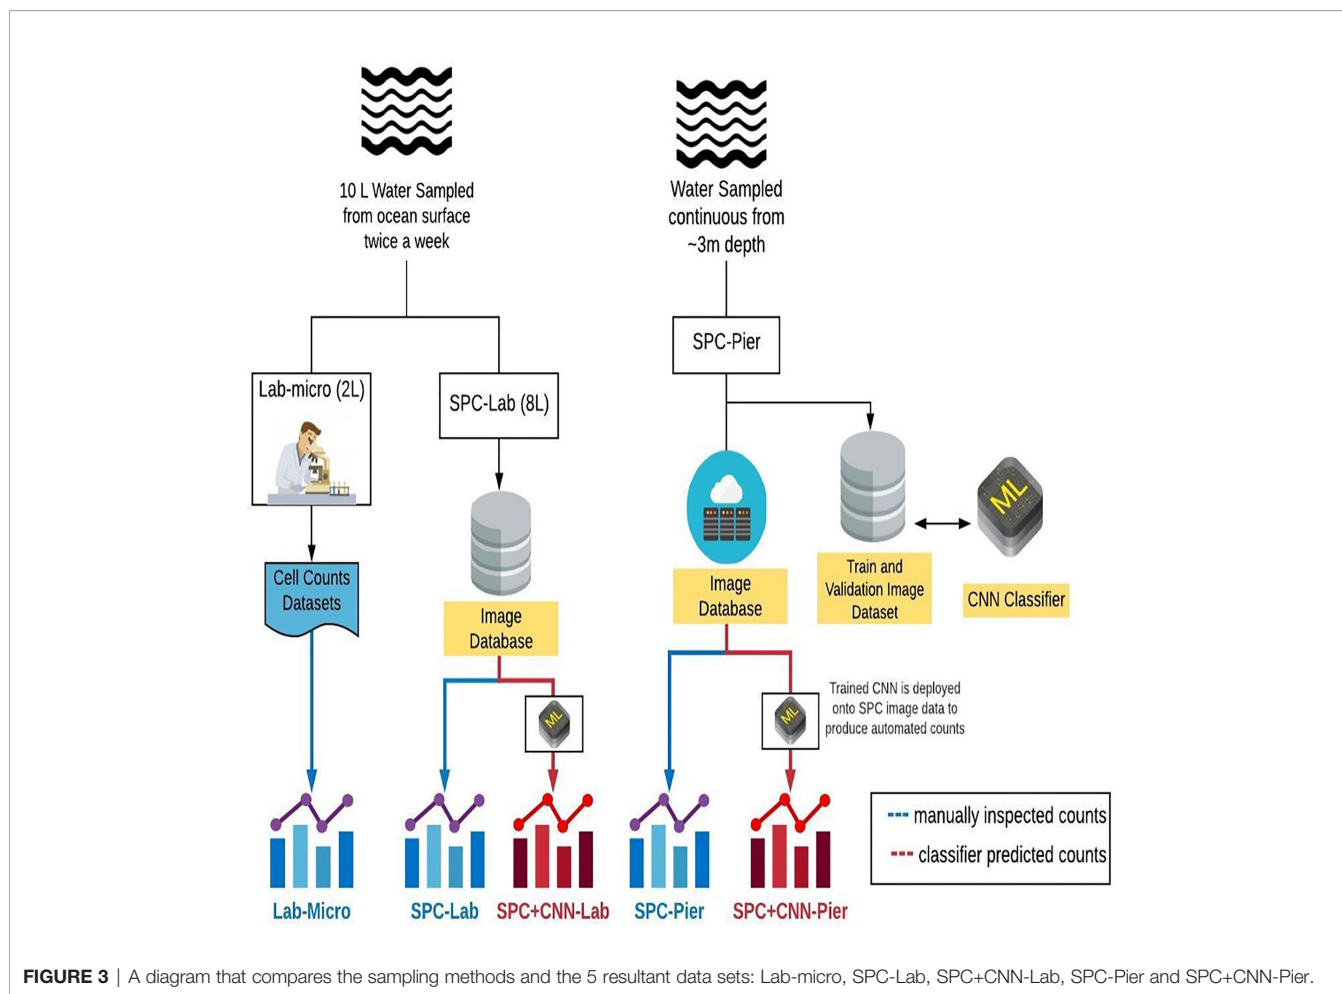 10 L Water Sampled
from ocean surface
twice a week
Water Sampled
continuous from
~3m depth
SPC-Pier
Lab-micro (2L)
SPC-Lab (8L)
ML
Cell Counts
Datasets
Image
Database
Image
Database
Train and
Validation Image
Dataset
CNN Classifier
ML
ML
Trained CNN is deployed
onto SPC image data to
produce automated counts
manually inspected counts
classifier predicted counts
Lab-Micro
SPC-Lab
SPC+CNN-Lab
SPC-Pier
SPC+CNN-Pier
FIGURE 3 | A diagram that compares the sampling methods and the 5 resultant data sets: Lab-micro, SPC-Lab, SPC+CNN-Lab, SPC-Pier and SPC+CNN-Pier.